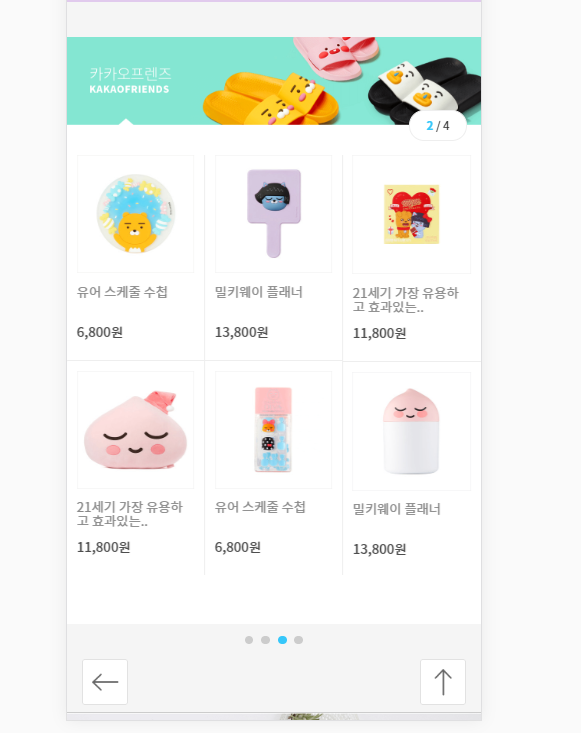 카카오프렌즈
KAKAOFRIENDS
2 / 4
유어 스케줄 수첩
6,800원
밀키웨이 플래너
13,800원
21세기 가장 유용하
고 효과있는..
11,800원
21세기 가장 유용하
고 효과있는..
11,800원
유어 스케줄 수첩
6,800원
밀키웨이 플래너
13,800원